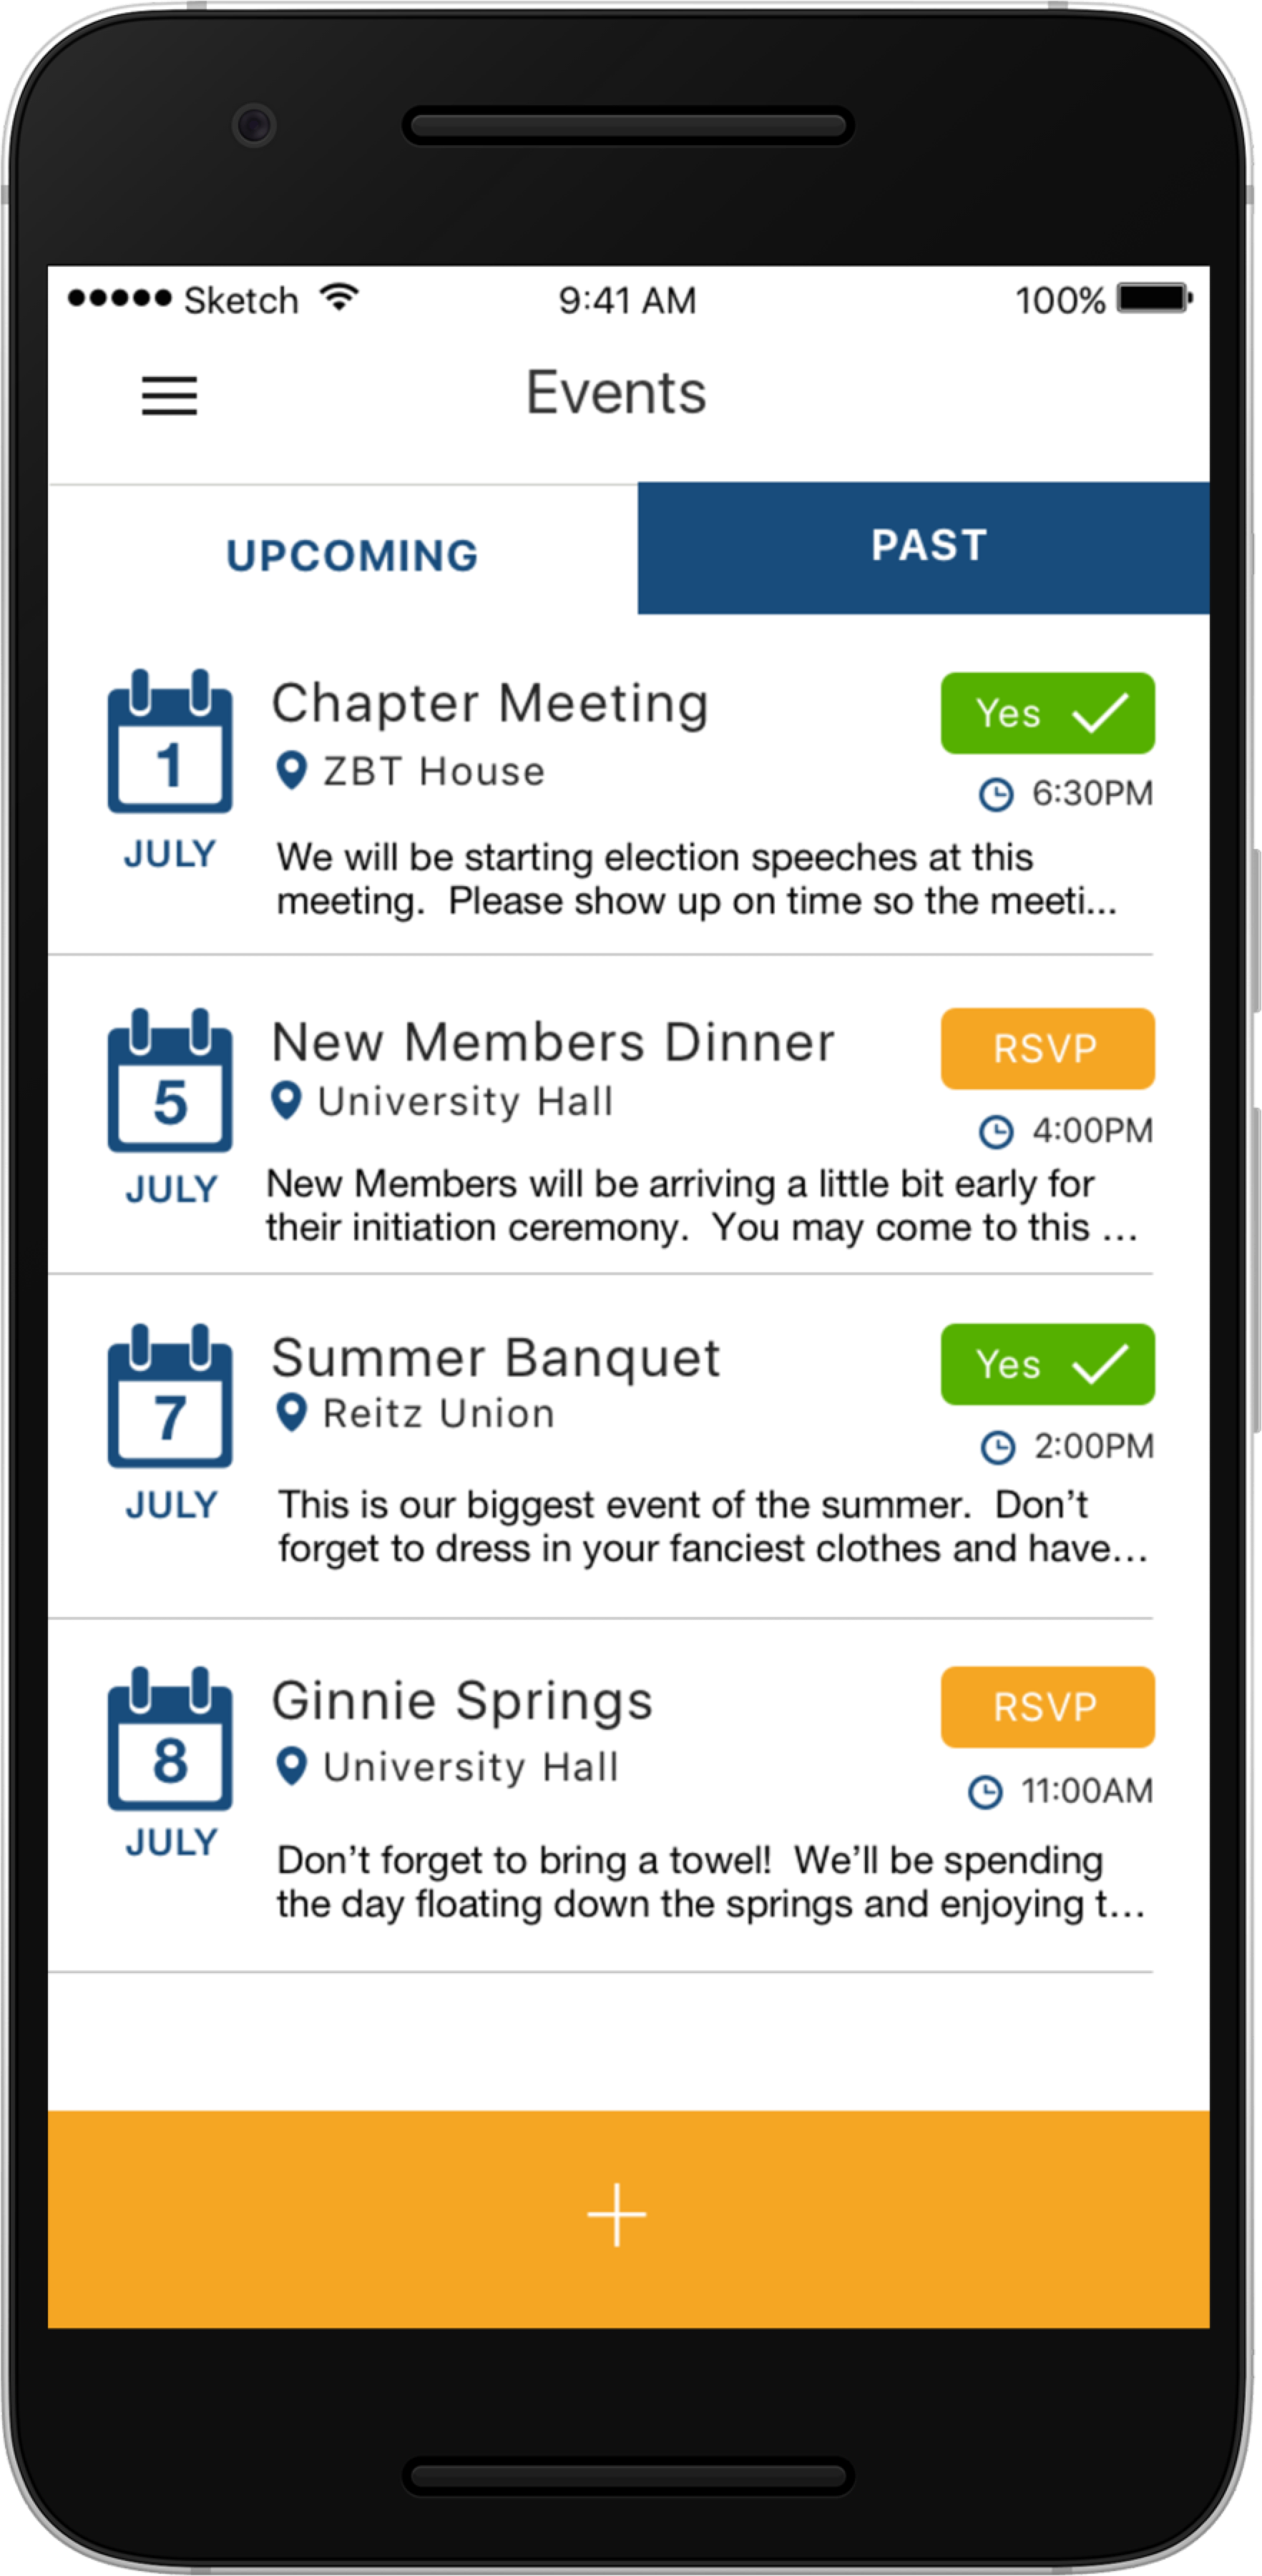 Sketch 9:41 AM 100%
Events
UPCOMING PAST
1
JULY
Chapter Meeting
ZBT House
Yes
6:30PM
We will be starting election speeches at this
meeting.  Please show up on time so the meeti...
5
JULY
New Members Dinner
University Hall
RSVP
4:00PM
New Members will be arriving a little bit early for
their initiation ceremony.  You may come to this ...
7
JULY
Summer Banquet
Reitz Union
Yes
2:00PM
This is our biggest event of the summer.  Don’t
forget to dress in your fanciest clothes and have...
8
JULY
Ginnie Springs
University Hall
RSVP
11:00AM
Don’t forget to bring a towel!  We’ll be spending
the day floating down the springs and enjoying t...